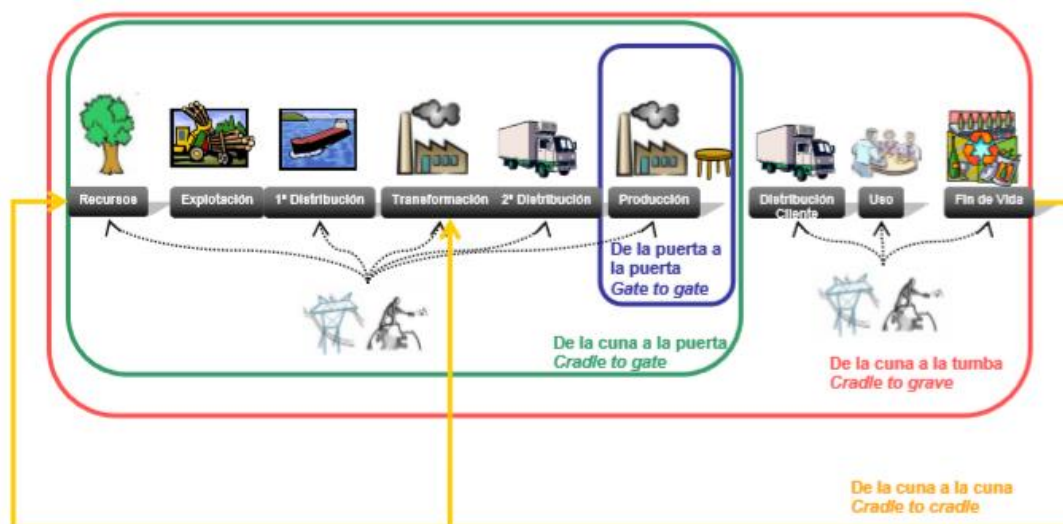 Recursos
Explotación
1ª Distribución
Transformación
2ª Distribución
Producción
Distribución
Cliente
Uso
Fin de Vida
De la puerta a
la puerta
Gate to gate
De la cuna a la puerta
Cradle to gate
De la cuna a la tumba
Cradle to grave
De la cuna a la cuna
Cradle to cradle